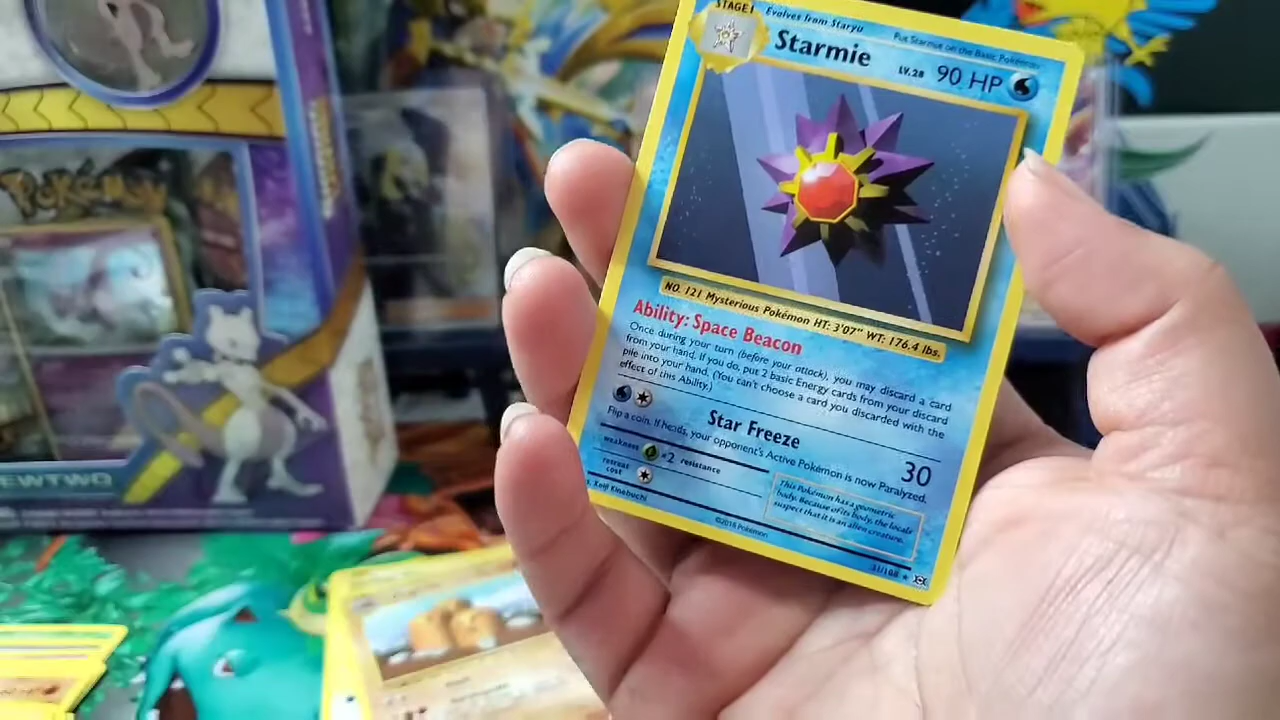 STAGE1
Evolves from Staryu
Put Starmie on the Basic Pokémon
Starmie
LV.28 90 HP
NO. 121 Mysterious Pokémon HT: 3'07" WT: 176.4 lbs.
Ability: Space Beacon
Once during your turn (before your attack), you may discard a card
from your hand. If you do, put 2 basic Energy cards from your discard
pile into your hand. (You can't choose a card you discarded with the
effect of this Ability.)
Star Freeze
30
Flip a coin. If heads, your opponent's Active Pokémon is now Paralyzed.
weakness ×2 resistance
retreat
cost
This Pokémon has a geometric
body. Because of its body, the locals
suspect that it is an alien creature.
Keiji Kinebuchi
©2016 Pokémon
31/108
POKéMON
EWTWO